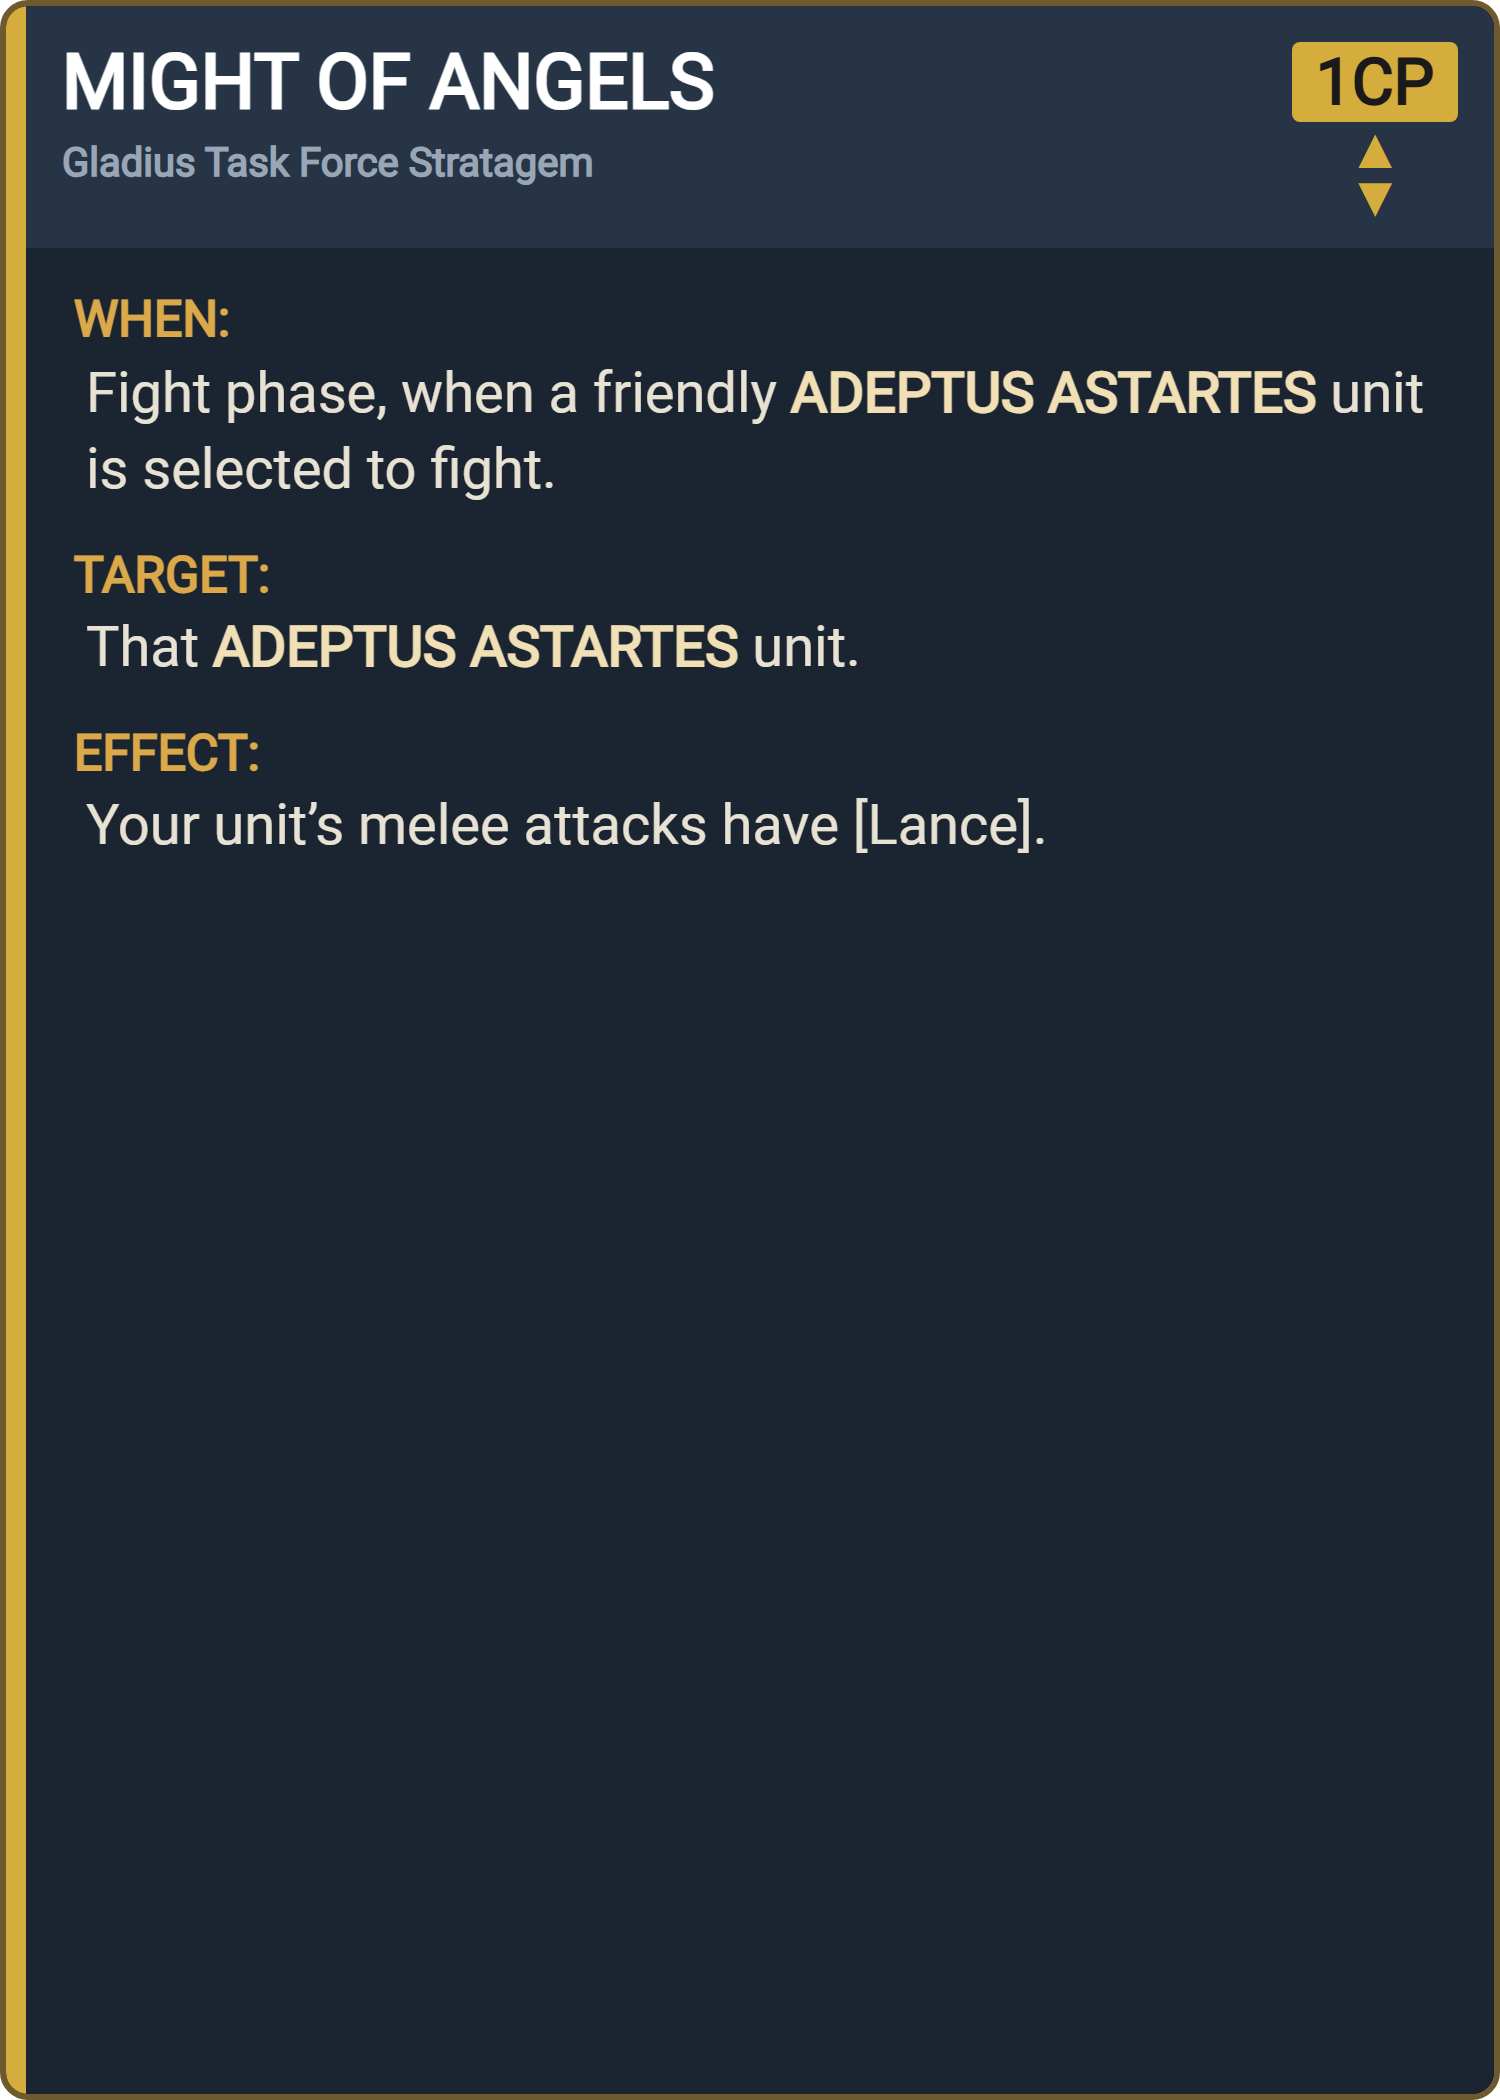 MIGHT OF ANGELS
Gladius Task Force Stratagem
1CP
▲
▼
WHEN:
Fight phase, when a friendly ADEPTUS ASTARTES unit
is selected to fight.
TARGET:
That ADEPTUS ASTARTES unit.
EFFECT:
Your unit’s melee attacks have [Lance].